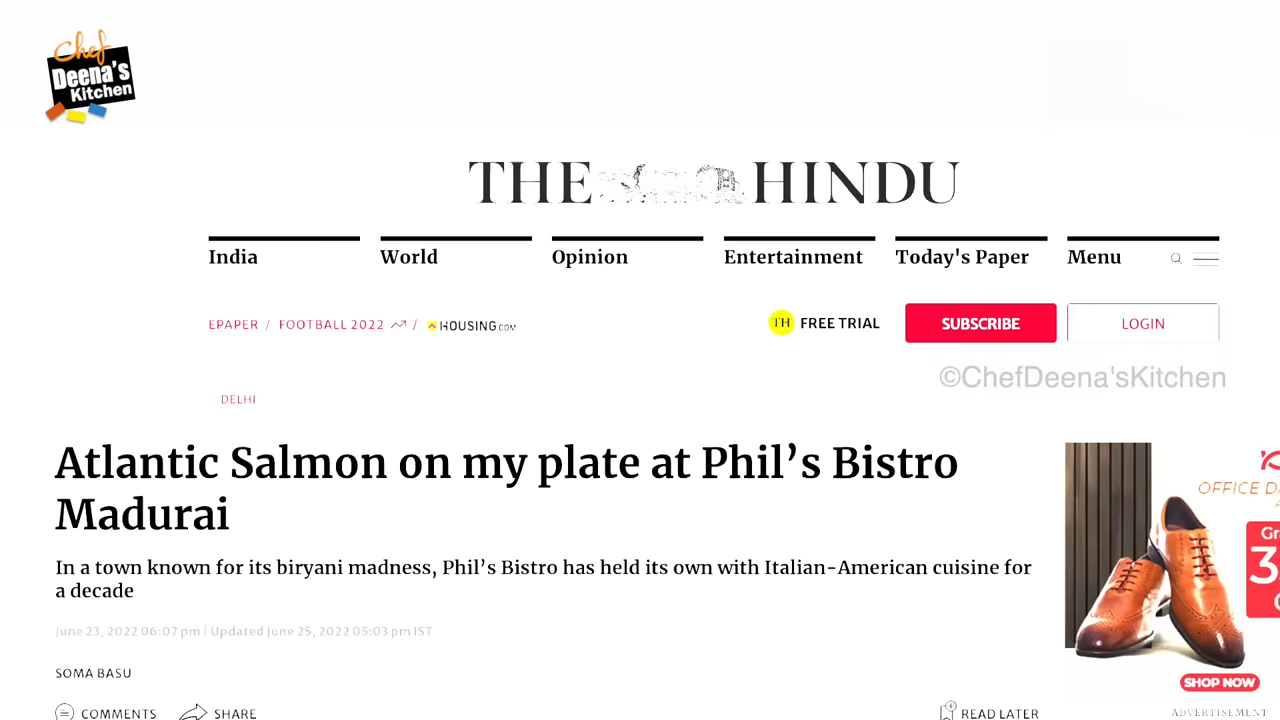 Chef
Deena's
Kitchen
THE HINDU
India World Opinion Entertainment Today's Paper Menu
EPAPER / FOOTBALL 2022 / HOUSING.COM TH FREE TRIAL SUBSCRIBE LOGIN
©ChefDeena'sKitchen
DELHI
Atlantic Salmon on my plate at Phil’s Bistro
Madurai
In a town known for its biryani madness, Phil’s Bistro has held its own with Italian-American cuisine for
a decade
June 23, 2022 06:07 pm | Updated June 25, 2022 05:03 pm IST
SOMA BASU
COMMENTS SHARE READ LATER
OFFICE DA
Gr
3
SHOP NOW
ADVERTISEMENT